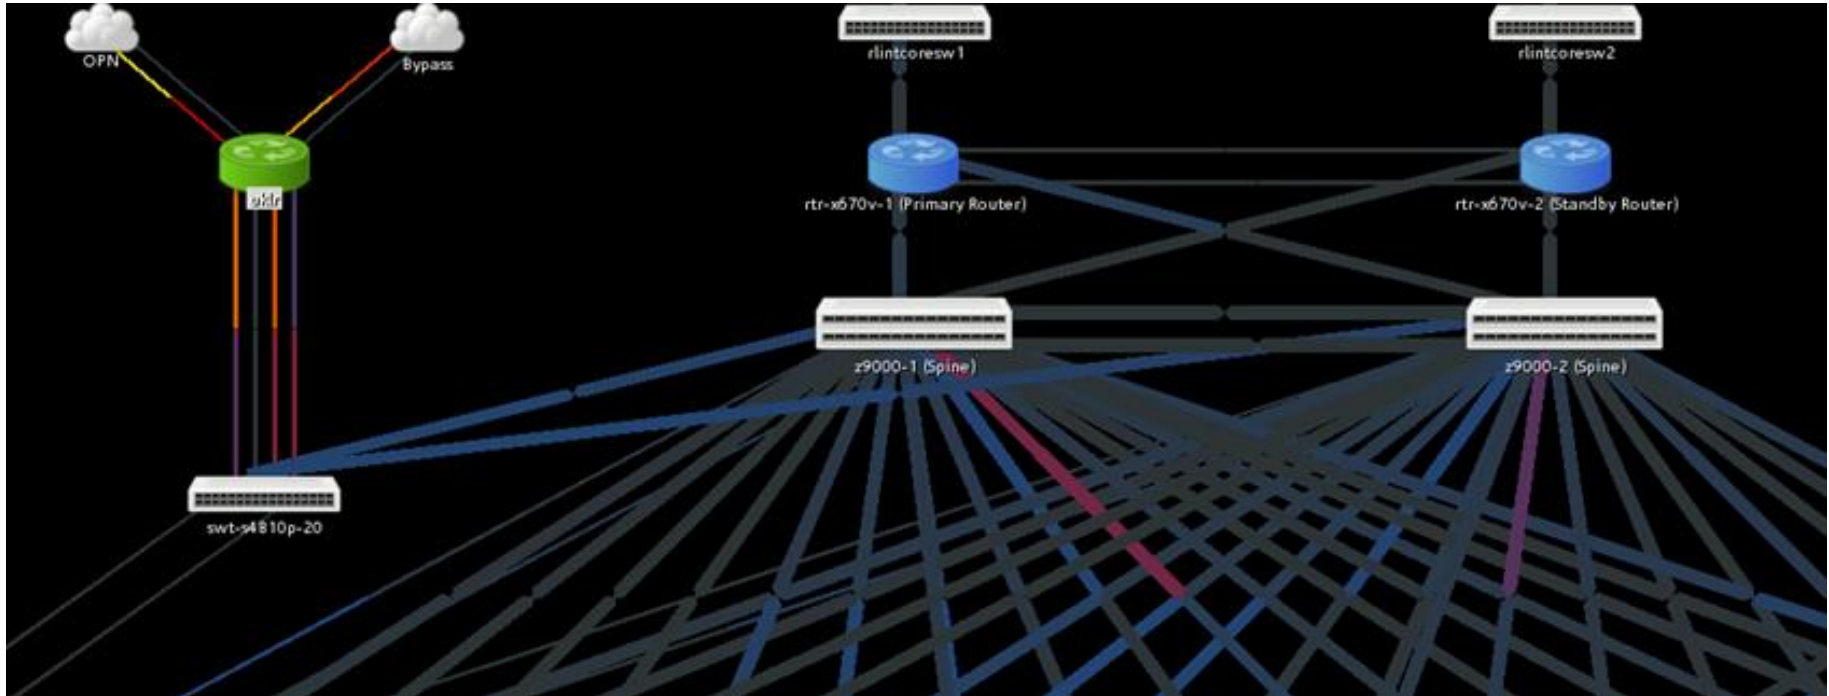 OPN
Bypass
rlintcoresw1
rlintcoresw2
uklr
rtr-x670v-1 (Primary Router)
rtr-x670v-2 (Standby Router)
z9000-1 (Spine)
z9000-2 (Spine)
swt-s4810p-20